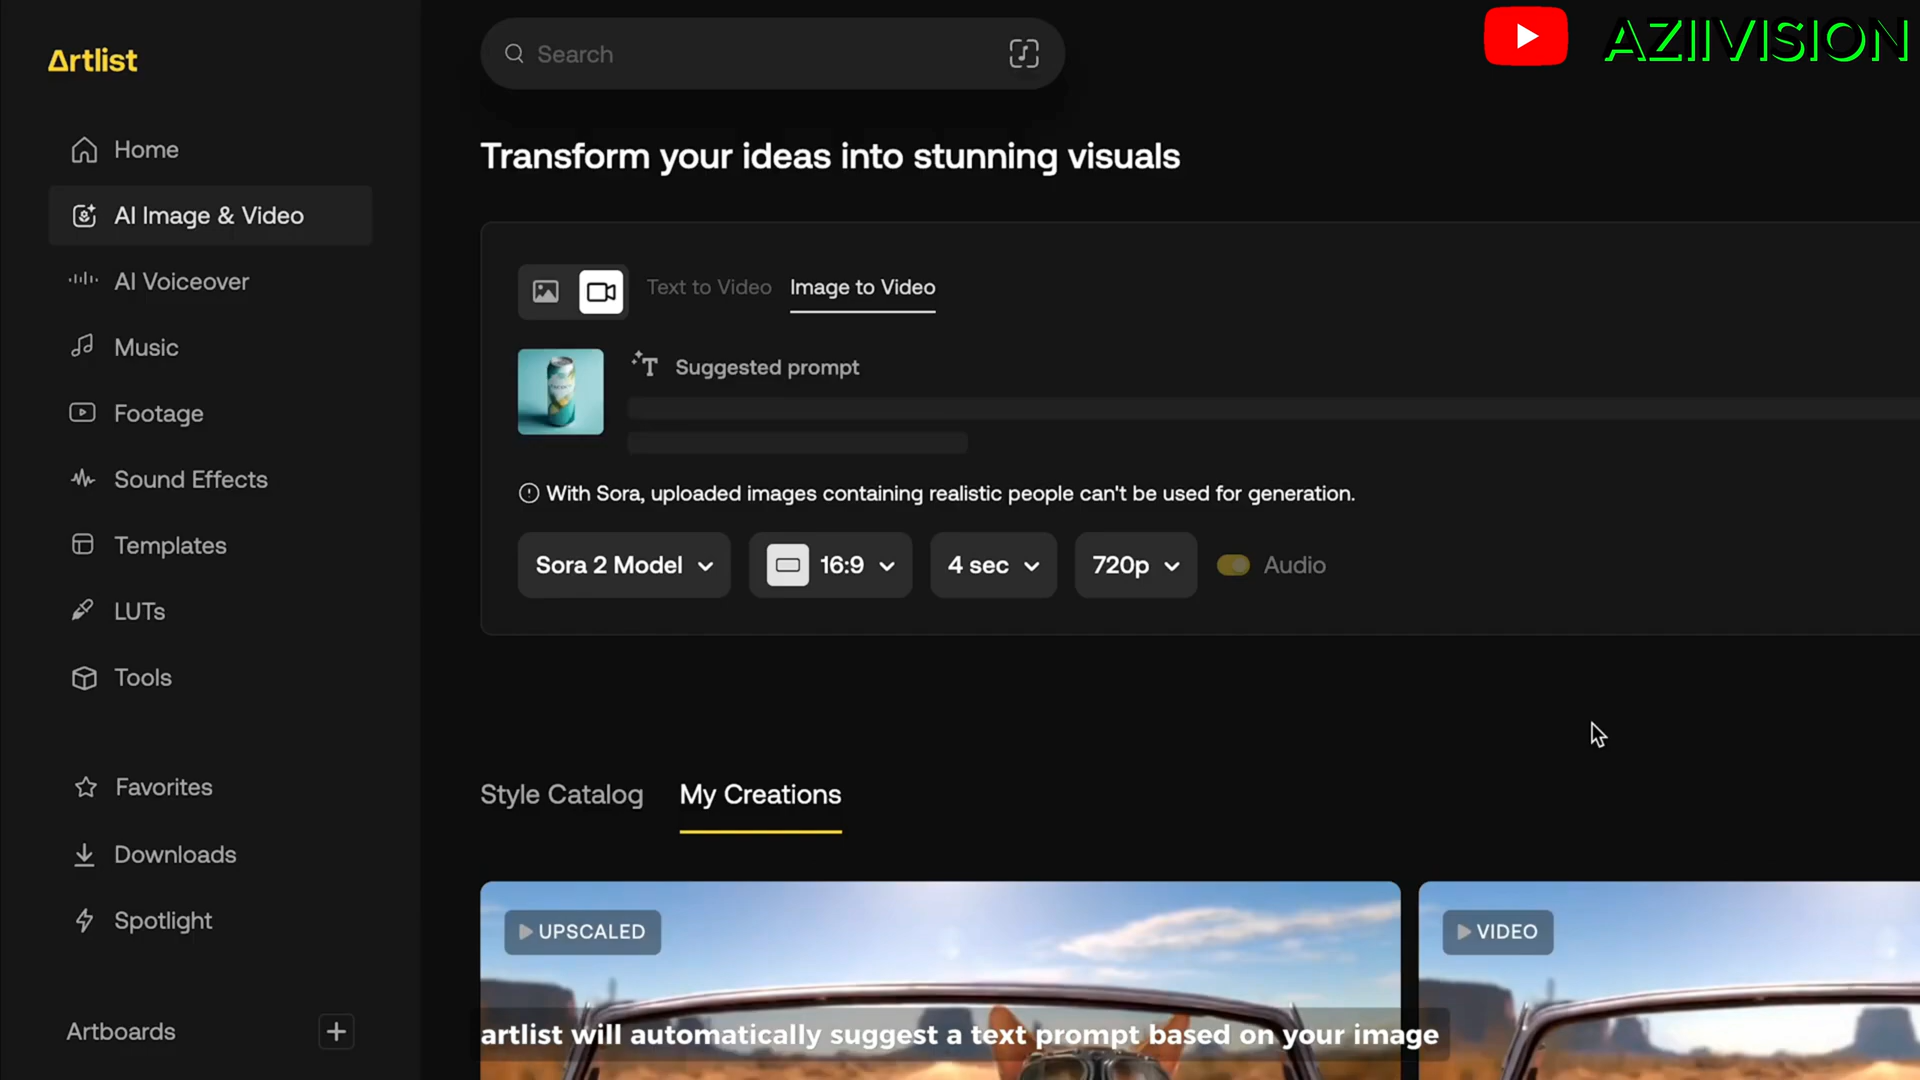 Artlist
Search
AZIIVISION
Home
AI Image & Video
AI Voiceover
Music
Footage
Sound Effects
Templates
LUTs
Tools
Favorites
Downloads
Spotlight
Artboards
Transform your ideas into stunning visuals
Text to Video
Image to Video
Suggested prompt
With Sora, uploaded images containing realistic people can't be used for generation.
Sora 2 Model
16:9
4 sec
720p
Audio
Style Catalog
My Creations
UPSCALED
VIDEO
artlist will automatically suggest a text prompt based on your image